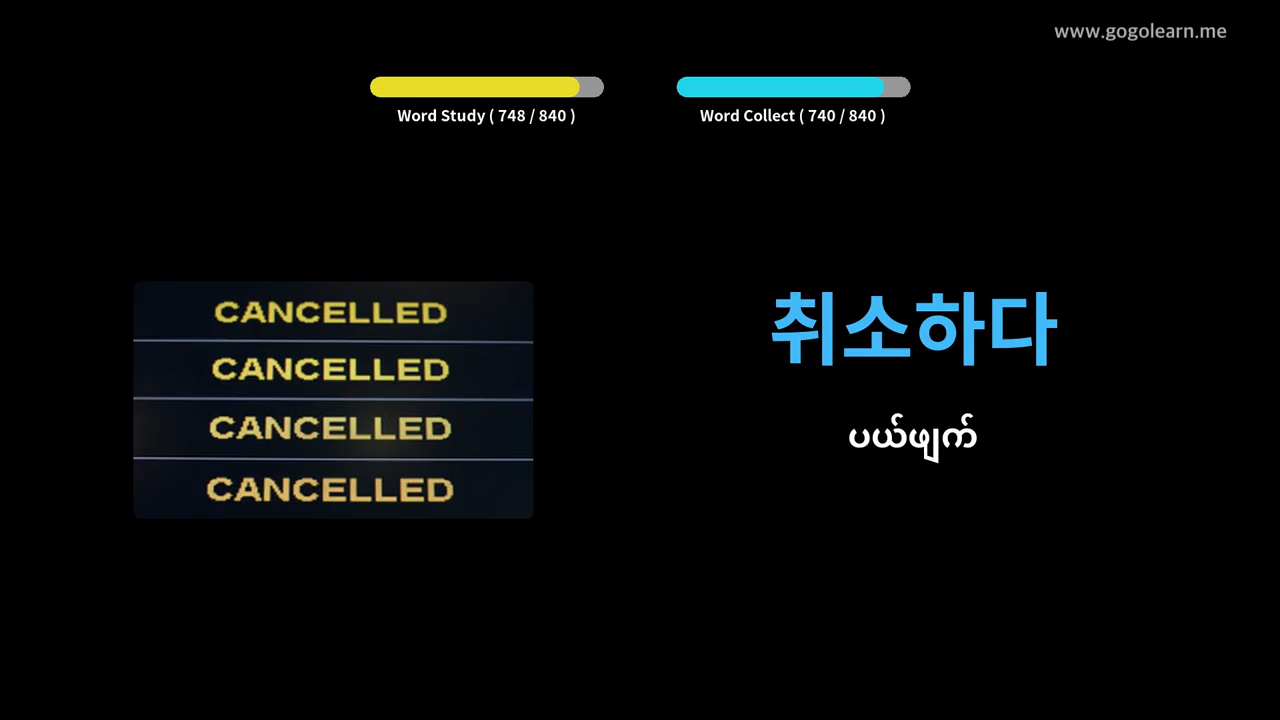 www.gogolearn.me
Word Study ( 748 / 840 )
Word Collect ( 740 / 840 )
CANCELLED
CANCELLED
CANCELLED
CANCELLED
취소하다
ပယ်ဖျက်